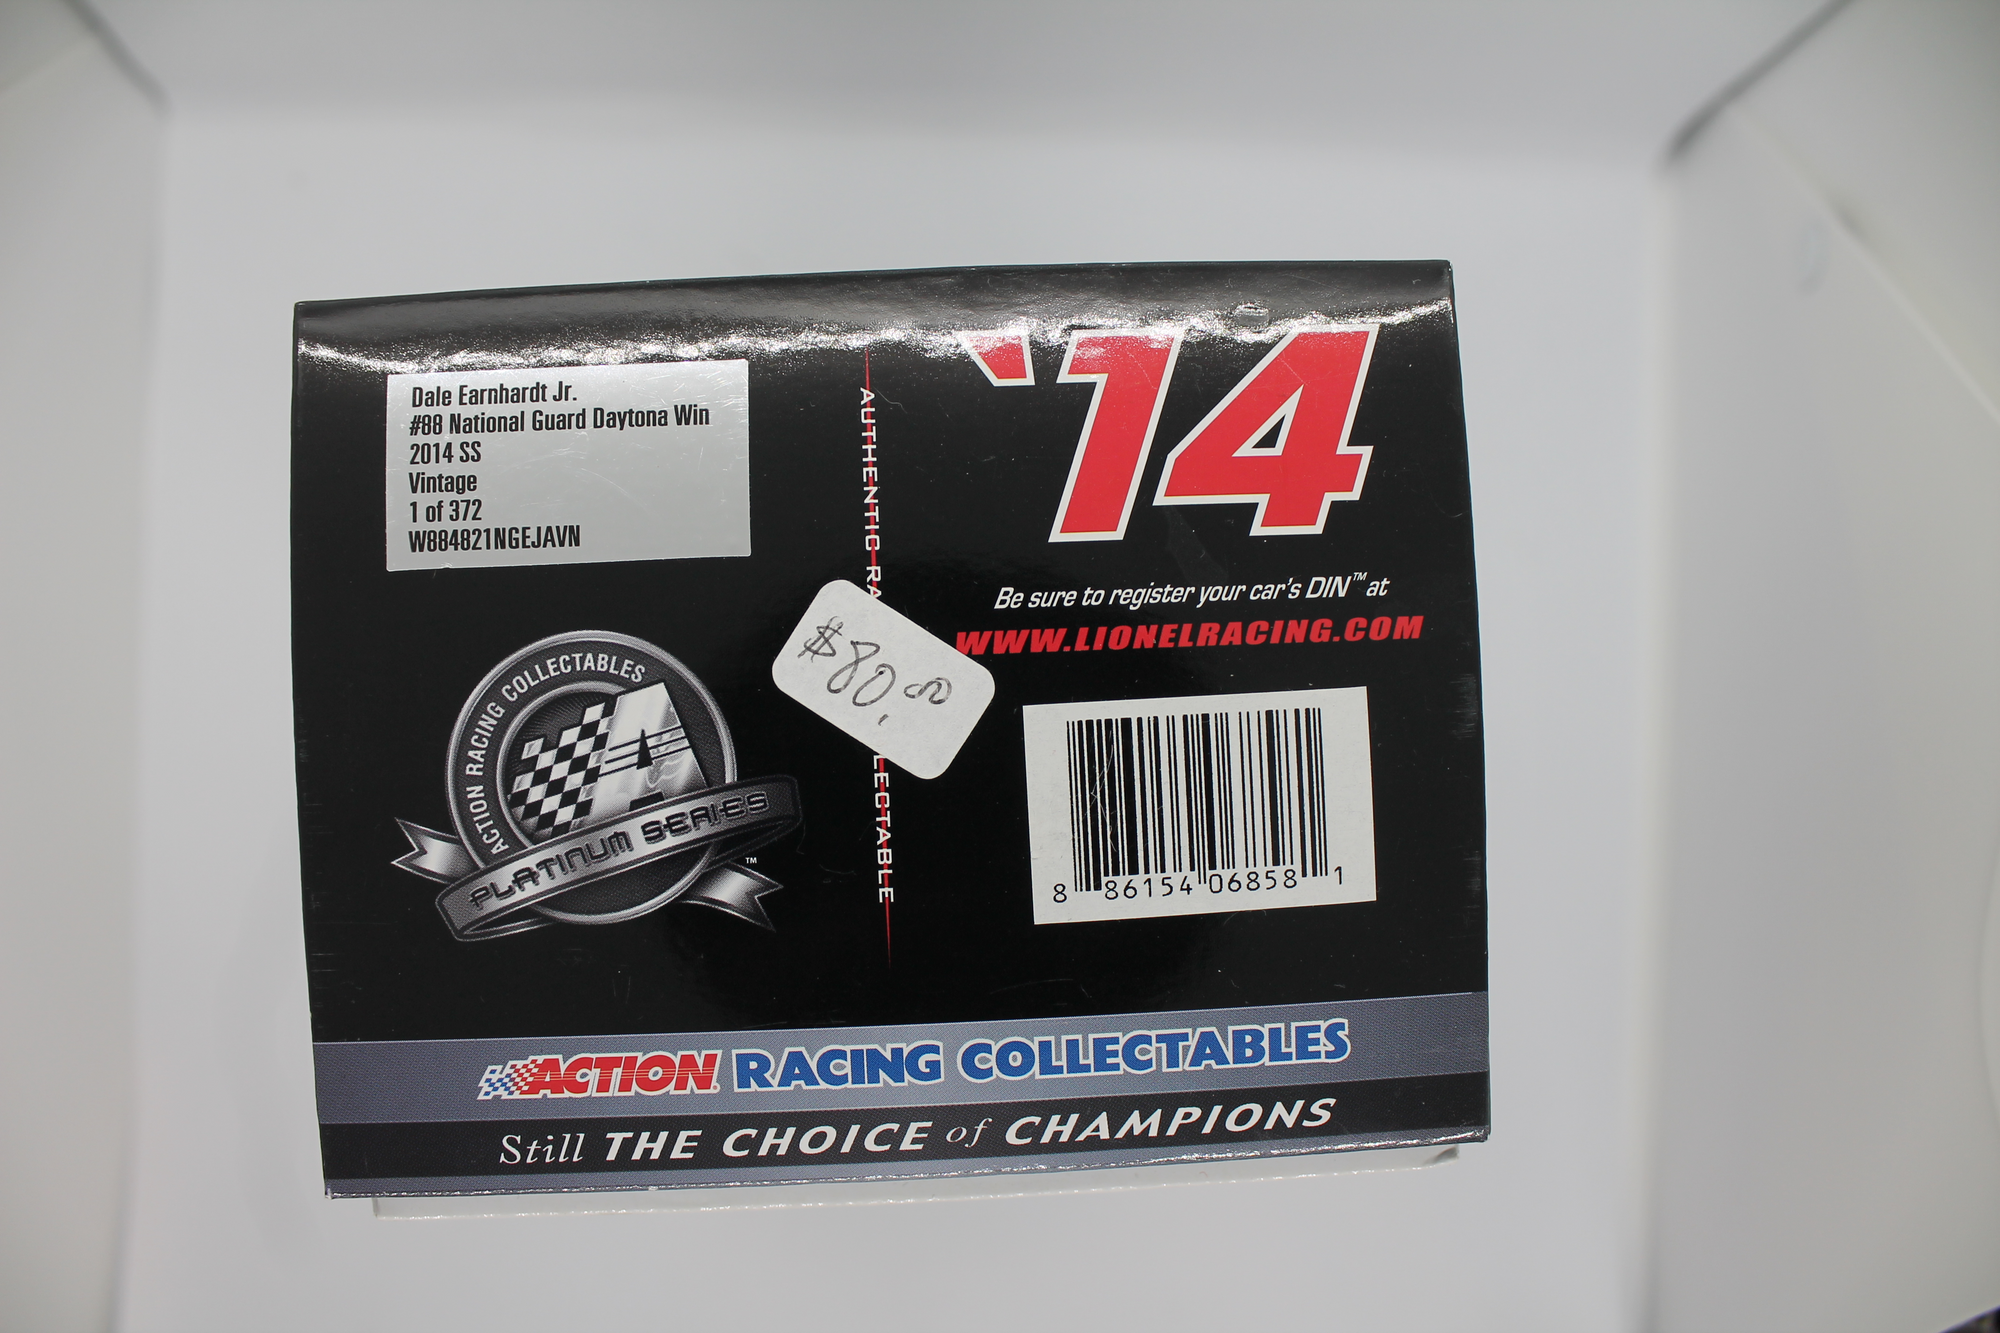 Dale Earnhardt Jr.
#88 National Guard Daytona Win
2014 SS
Vintage
1 of 372
W884821NGEJAVN
ACTION RACING COLLECTABLES
PLATINUM SERIES
™
AUTHENTIC RA
LECTABLE
$80.00
'14
Be sure to register your car's DIN™ at
WWW.LIONELRACING.COM
8 86154 06858 1
ACTION RACING COLLECTABLES
Still THE CHOICE of CHAMPIONS